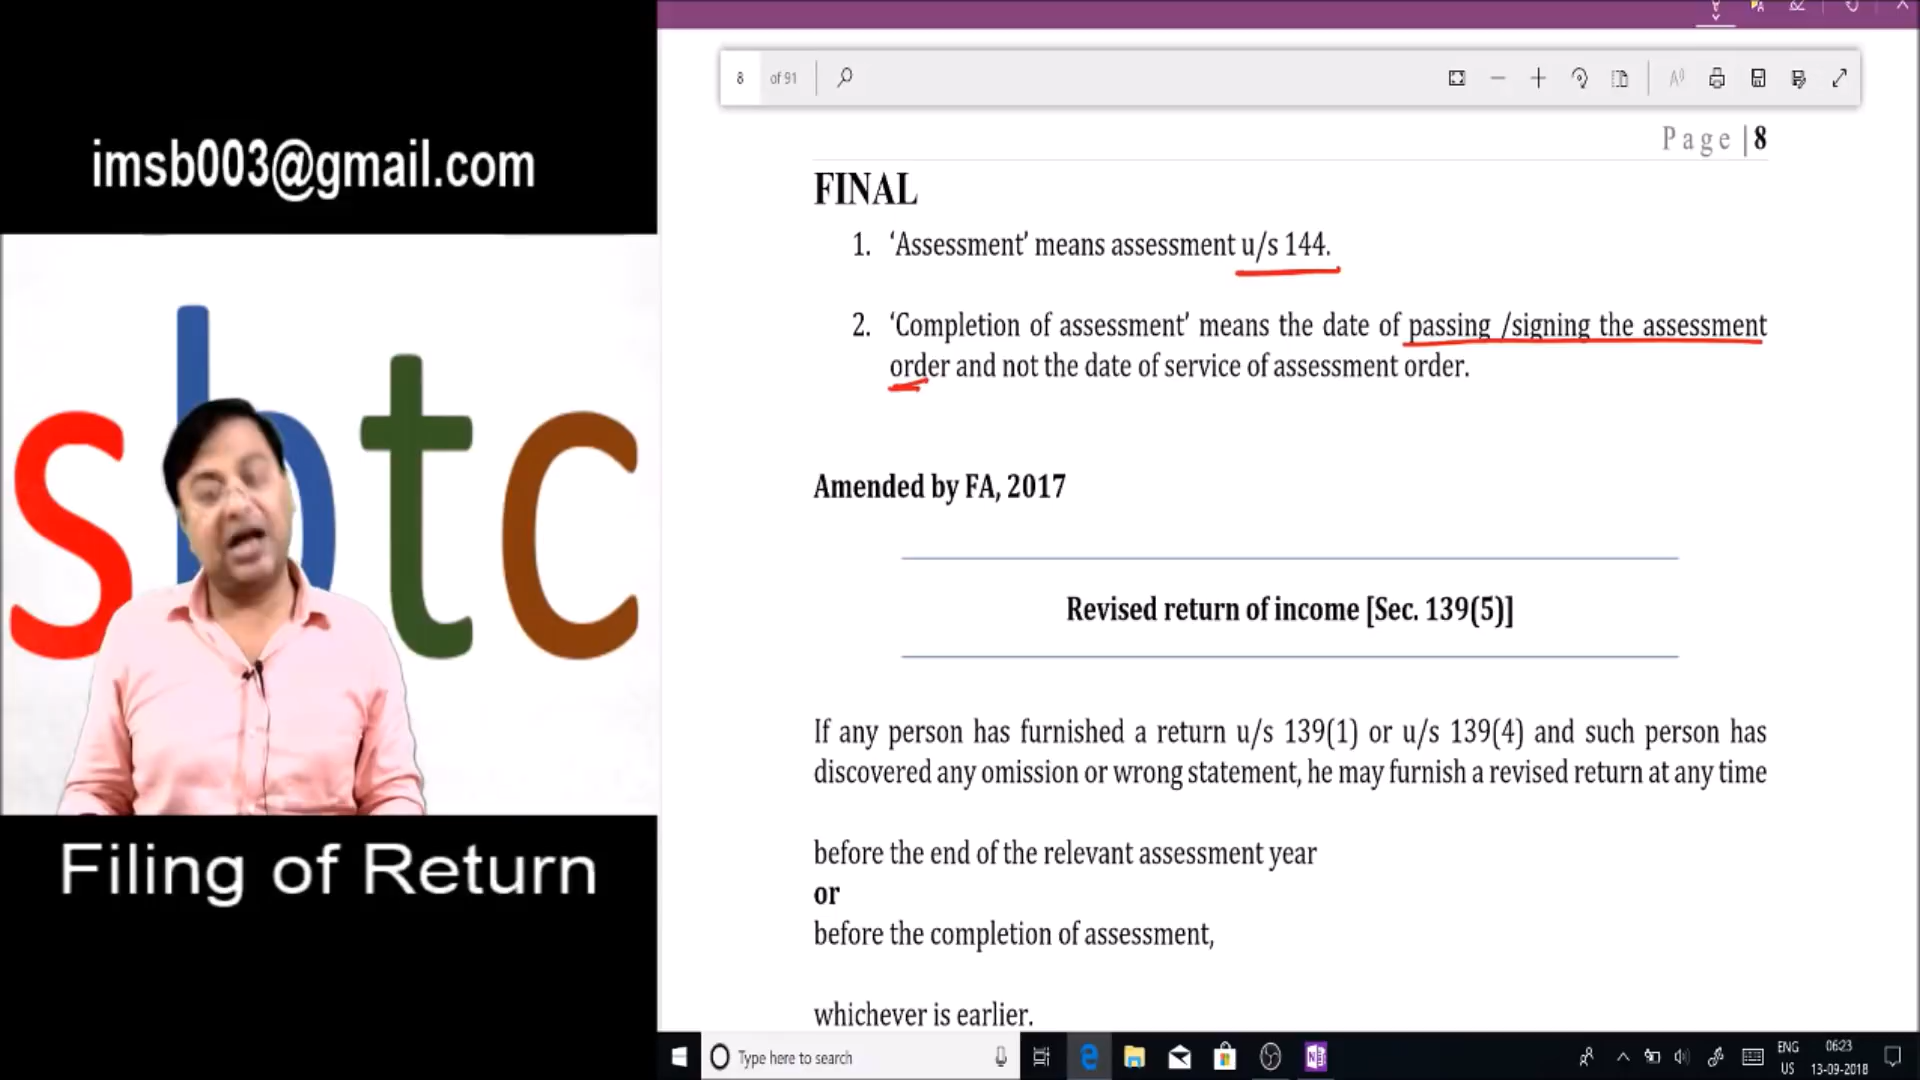 imsb003@gmail.com
sbtc
Filing of Return
8 of 91
Page |8
FINAL
1. ‘Assessment’ means assessment u/s 144.
2. ‘Completion of assessment’ means the date of passing /signing the assessment
order and not the date of service of assessment order.
Amended by FA, 2017
Revised return of income [Sec. 139(5)]
If any person has furnished a return u/s 139(1) or u/s 139(4) and such person has
discovered any omission or wrong statement, he may furnish a revised return at any time
before the end of the relevant assessment year
or
before the completion of assessment,
whichever is earlier.
Type here to search
ENG
US
06:23
13-09-2018